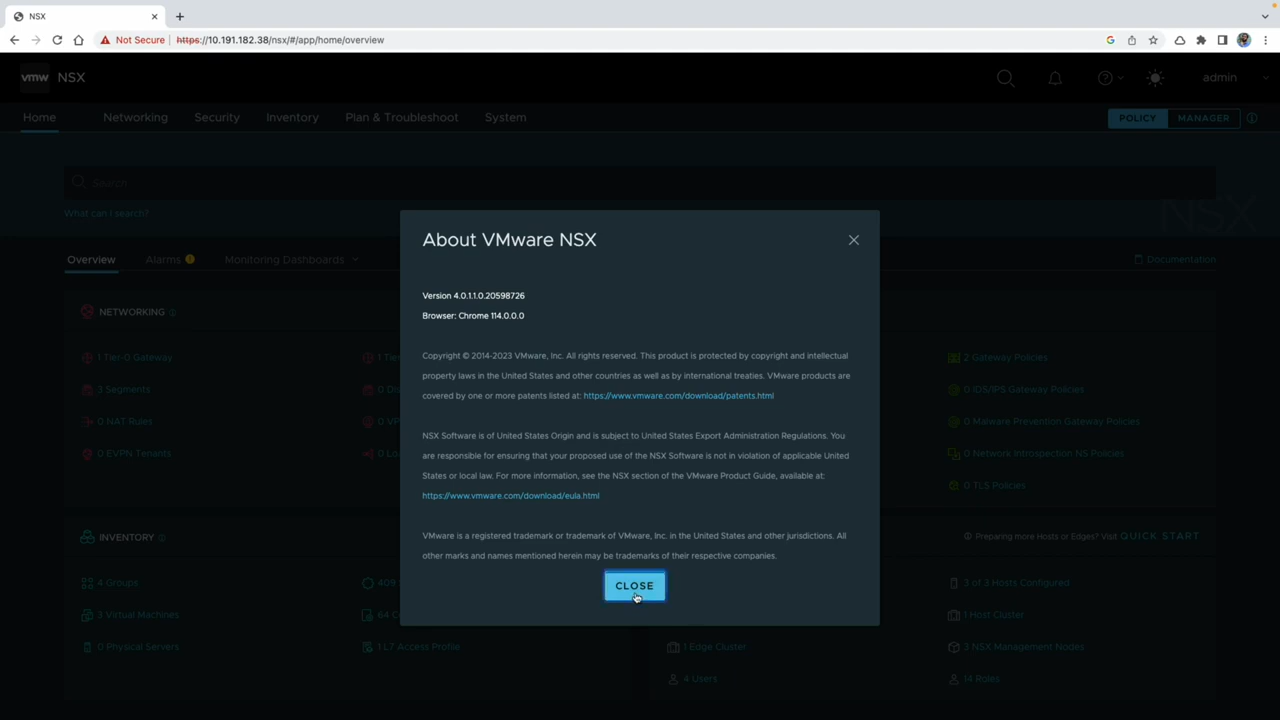 NSX
Not Secure | https://10.191.182.38/nsx/#/app/home/overview
vmw NSX
admin
Home Networking Security Inventory Plan & Troubleshoot System
POLICY MANAGER
Search
What can I search?
NSX
Overview Alarms Monitoring Dashboards
Documentation
About VMware NSX
Version 4.0.1.1.0.20598726
Browser: Chrome 114.0.0.0
Copyright © 2014-2023 VMware, Inc. All rights reserved. This product is protected by copyright and intellectual
property laws in the United States and other countries as well as by international treaties. VMware products are
covered by one or more patents listed at: https://www.vmware.com/download/patents.html
NSX Software is of United States Origin and is subject to United States Export Administration Regulations. You
are responsible for ensuring that your proposed use of the NSX Software is not in violation of applicable United
States or local law. For more information, see the NSX section of the VMware Product Guide, available at:
https://www.vmware.com/download/eula.html
VMware is a registered trademark or trademark of VMware, Inc. in the United States and other jurisdictions. All
other marks and names mentioned herein may be trademarks of their respective companies.
CLOSE
NETWORKING
1 Tier-0 Gateway
3 Segments
0 NAT Rules
0 EVPN Tenants
2 Gateway Policies
0 IDS/IPS Gateway Policies
0 Malware Prevention Gateway Policies
0 Network Introspection NS Policies
0 TLS Policies
INVENTORY
4 Groups
409
3 Virtual Machines
64
0 Physical Servers
1 L7 Access Profile
Preparing more Hosts or Edges? Visit QUICK START
3 of 3 Hosts Configured
1 Host Cluster
1 Edge Cluster
3 NSX Management Nodes
4 Users
14 Roles